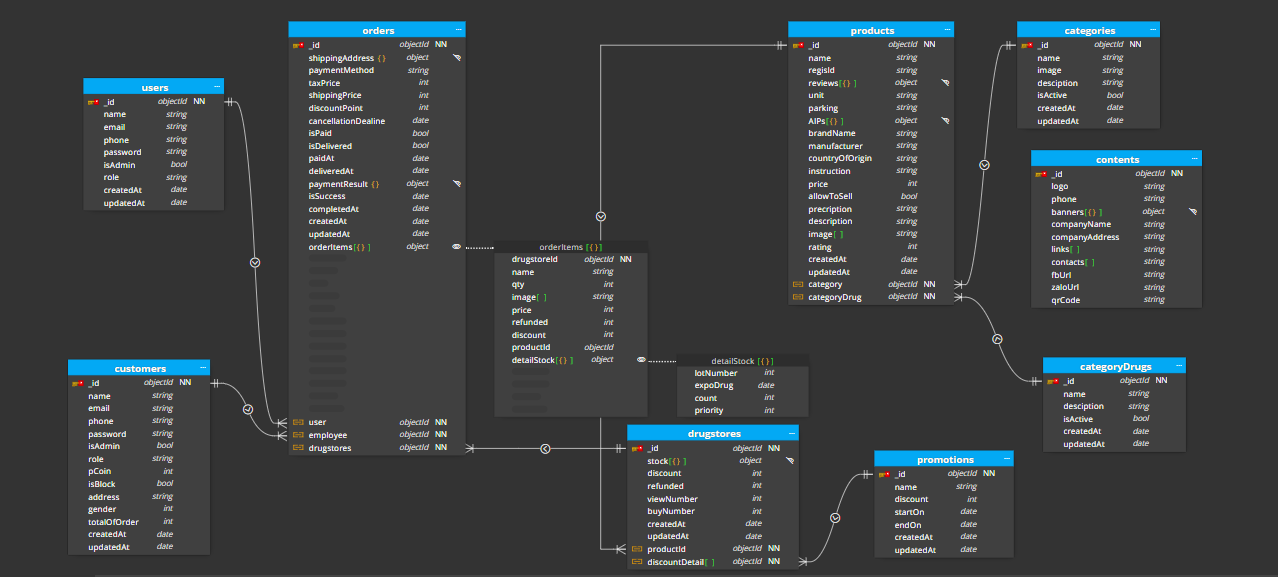 users
_id objectId NN
name string
email string
phone string
password string
isAdmin bool
role string
createdAt date
updatedAt date
customers
_id objectId NN
name string
email string
phone string
password string
isAdmin bool
role string
pCoin int
isBlock bool
address string
gender int
totalOfOrder int
createdAt date
updatedAt date
orders
_id objectId NN
shippingAddress {} object
paymentMethod string
taxPrice int
shippingPrice int
discountPoint int
cancellationDealine date
isPaid bool
isDelivered bool
paidAt date
deliveredAt date
paymentResult {} object
isSuccess date
completedAt date
createdAt date
updatedAt date
orderItems[{}] object
user objectId NN
employee objectId NN
drugstores objectId NN
orderItems [{}]
drugstoreId objectId NN
name string
qty int
image[ ] string
price int
refunded int
discount int
productId objectId
detailStock[{}] object
detailStock [{}]
lotNumber int
expoDrug date
count int
priority int
drugstores
_id objectId NN
stock[{}] object
discount int
refunded int
viewNumber int
buyNumber int
createdAt date
updatedAt date
productId objectId NN
discountDetail[ ] objectId NN
products
_id objectId NN
name string
regisId string
reviews[{}] object
unit string
parking string
APIs[{}] object
brandName string
manufacturer string
countryOfOrigin string
instruction string
price int
allowToSell bool
precription string
description string
image[ ] string
rating int
createdAt date
updatedAt date
category objectId NN
categoryDrug objectId NN
categories
_id objectId NN
name string
image string
desciption string
isActive bool
createdAt date
updatedAt date
contents
_id objectId NN
logo string
phone string
banners[{}] object
companyName string
companyAddress string
links[ ] string
contacts[ ] string
fbUrl string
zaloUrl string
qrCode string
categoryDrugs
_id objectId NN
name string
desciption string
isActive bool
createdAt date
updatedAt date
promotions
_id objectId NN
name string
discount int
startOn date
endOn date
createdAt date
updatedAt date